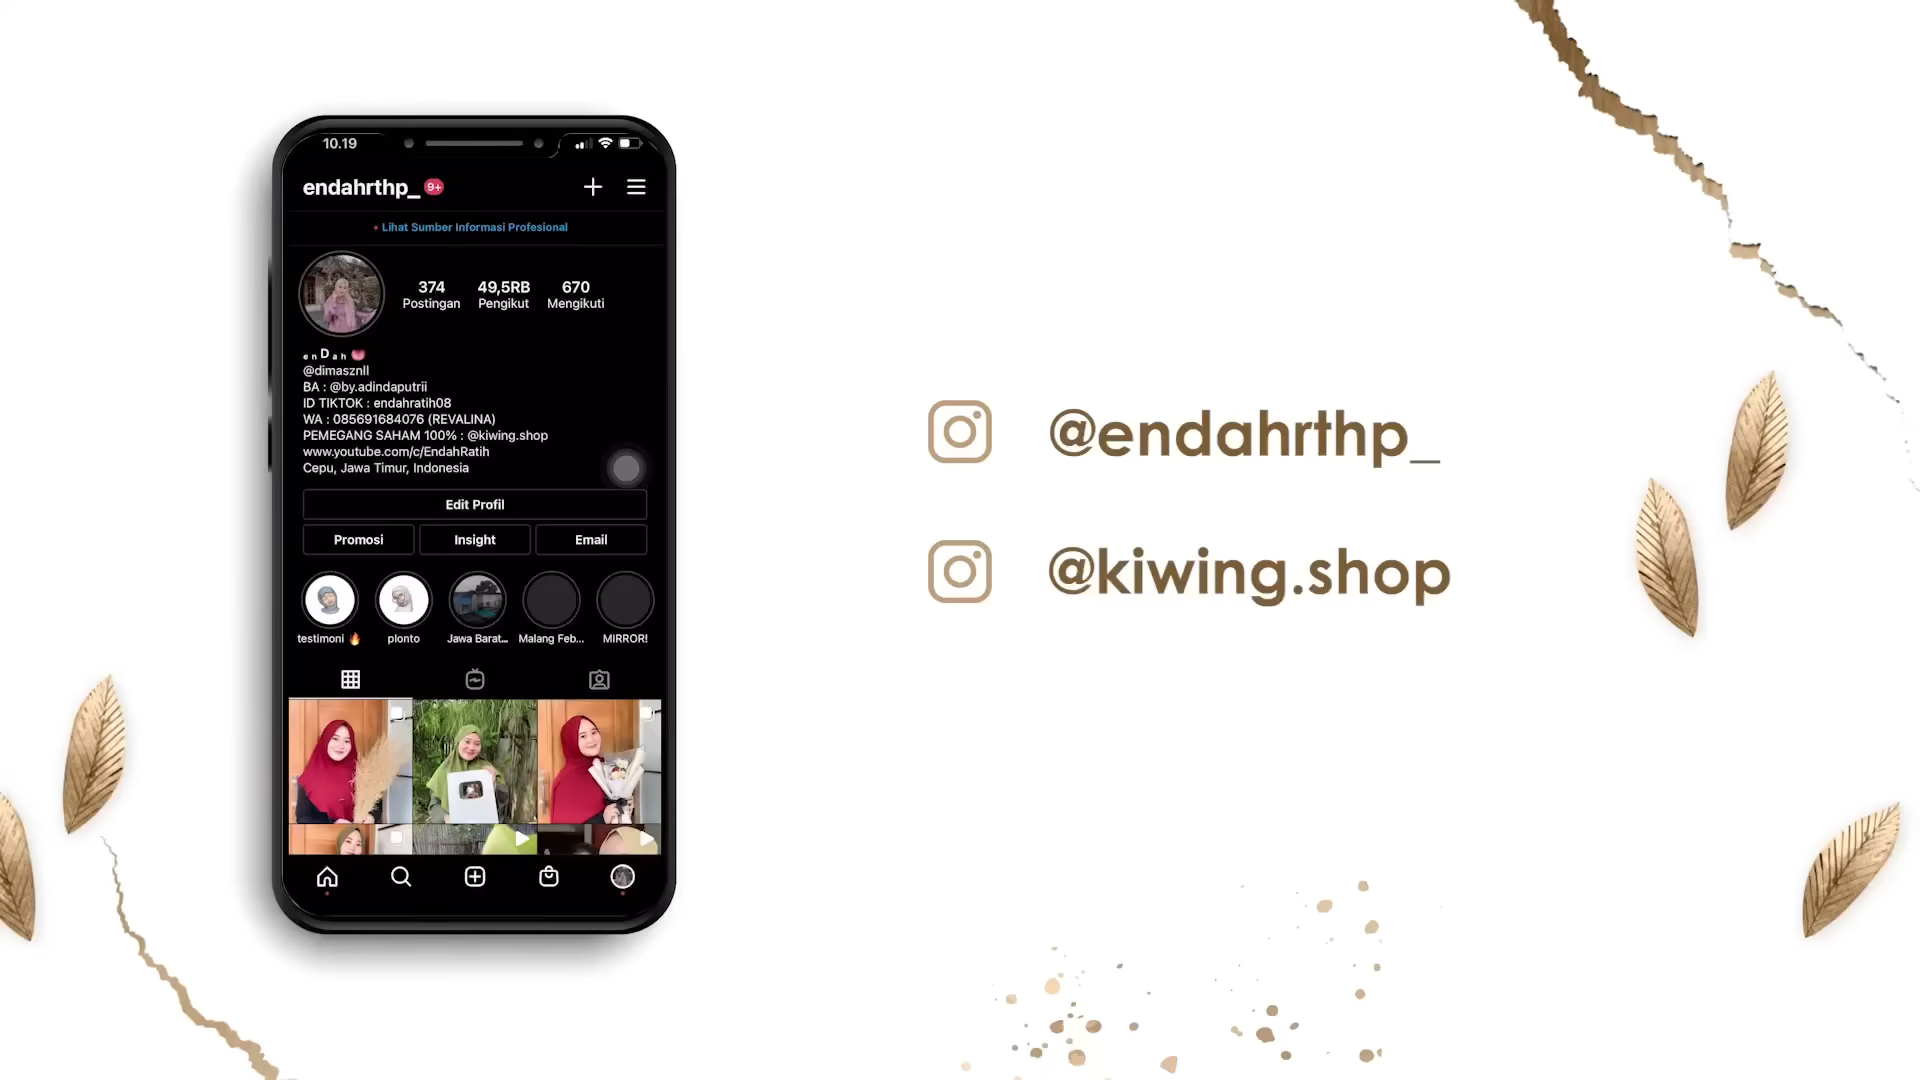 10.19
endahrthp_ 9+
Lihat Sumber Informasi Profesional
374 49,5RB 670
Postingan Pengikut Mengikuti
enDah 👅
@dimasznll
BA : @by.adindaputrii
ID TIKTOK : endahratih08
WA : 085691684076 (REVALINA)
PEMEGANG SAHAM 100% : @kiwing.shop
www.youtube.com/c/EndahRatih
Cepu, Jawa Timur, Indonesia
Edit Profil
Promosi Insight Email
testimoni 🔥 plonto Jawa Barat... Malang Feb... MIRROR!
@endahrthp_
@kiwing.shop